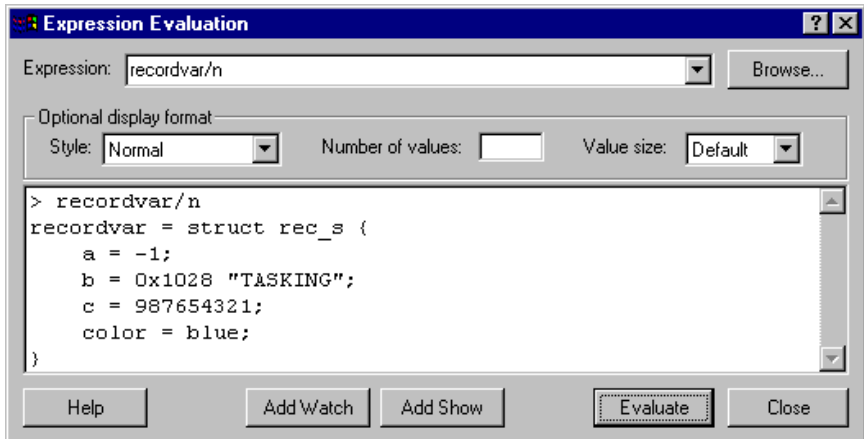 Expression Evaluation
Expression: recordvar/n Browse...
Optional display format
Style: Normal Number of values: Value size: Default
> recordvar/n
recordvar = struct rec_s {
    a = -1;
    b = 0x1028 "TASKING";
    c = 987654321;
    color = blue;
}
Help Add Watch Add Show Evaluate Close